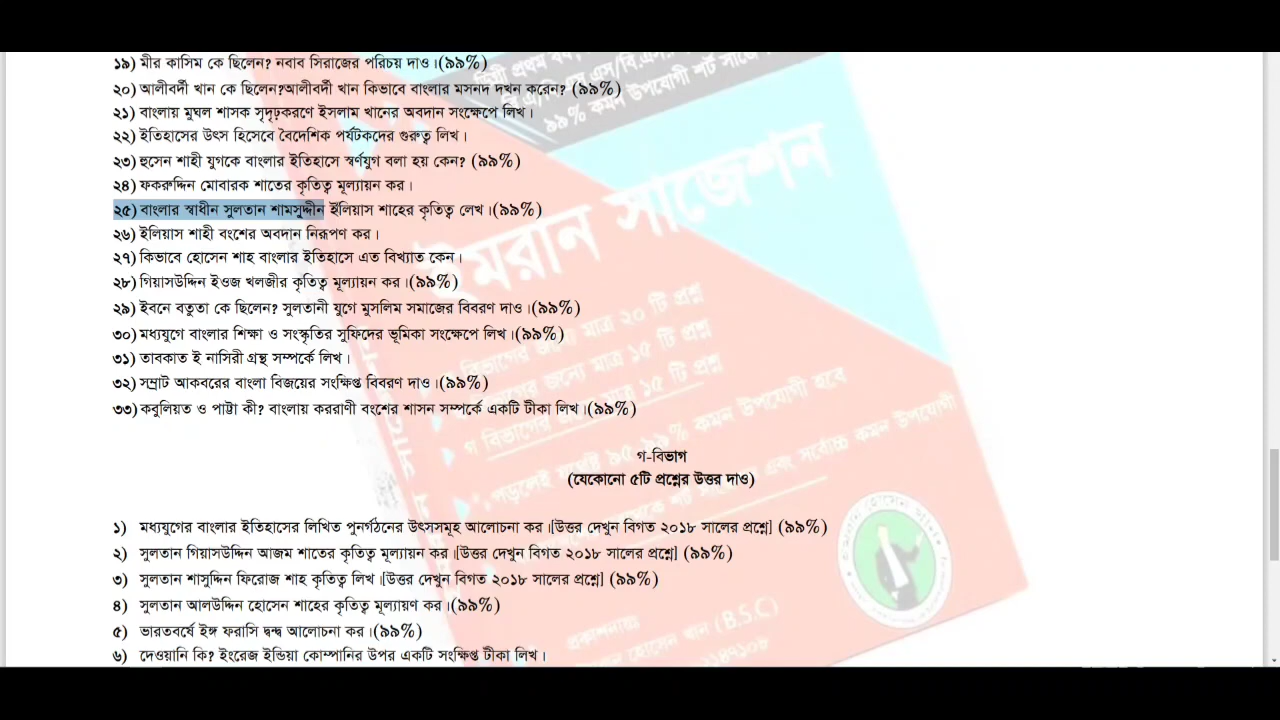 ১৯) মীর কাসিম কে ছিলেন? নবাব সিরাজের পরিচয় দাও।(৯৯%)
২০) আলীবর্দী খান কে ছিলেন?আলীবর্দী খান কিভাবে বাংলার মসনদ দখন করেন? (৯৯%)
২১) বাংলায় মুঘল শাসক সৃদৃঢ়করণে ইসলাম খানের অবদান সংক্ষেপে লিখ।
২২) ইতিহাসের উৎস হিসেবে বৈদেশিক পর্যটকদের গুরুত্ব লিখ।
২৩) হুসেন শাহী যুগকে বাংলার ইতিহাসে স্বর্ণযুগ বলা হয় কেন? (৯৯%)
২৪) ফকরুদ্দিন মোবারক শাতের কৃতিত্ব মূল্যায়ন কর।
২৫) বাংলার স্বাধীন সুলতান শামসুদ্দীন ইলিয়াস শাহের কৃতিত্ব লেখ।(৯৯%)
২৬) ইলিয়াস শাহী বংশের অবদান নিরূপণ কর।
২৭) কিভাবে হোসেন শাহ বাংলার ইতিহাসে এত বিখ্যাত কেন।
২৮) গিয়াসউদ্দিন ইওজ খলজীর কৃতিত্ব মূল্যায়ন কর।(৯৯%)
২৯) ইবনে বতুতা কে ছিলেন? সুলতানী যুগে মুসলিম সমাজের বিবরণ দাও।(৯৯%)
৩০) মধ্যযুগে বাংলার শিক্ষা ও সংস্কৃতির সুফিদের ভূমিকা সংক্ষেপে লিখ।(৯৯%)
৩১) তাবকাত ই নাসিরী গ্রন্থ সম্পর্কে লিখ।
৩২) সম্রাট আকবরের বাংলা বিজয়ের সংক্ষিপ্ত বিবরণ দাও।(৯৯%)
৩৩) কবুলিয়ত ও পাট্টা কী? বাংলায় কররাণী বংশের শাসন সম্পর্কে একটি টীকা লিখ।(৯৯%)
গ-বিভাগ
(যেকোনো ৫টি প্রশ্নের উত্তর দাও)
১) মধ্যযুগের বাংলার ইতিহাসের লিখিত পুনর্গঠনের উৎসসমূহ আলোচনা কর।[উত্তর দেখুন বিগত ২০১৮ সালের প্রশ্নে] (৯৯%)
২) সুলতান গিয়াসউদ্দিন আজম শাতের কৃতিত্ব মূল্যায়ন কর।[উত্তর দেখুন বিগত ২০১৮ সালের প্রশ্নে] (৯৯%)
৩) সুলতান শাসুদ্দিন ফিরোজ শাহ কৃতিত্ব লিখ।[উত্তর দেখুন বিগত ২০১৮ সালের প্রশ্নে] (৯৯%)
৪) সুলতান আলউদ্দিন হোসেন শাহের কৃতিত্ব মূল্যায়ণ কর।(৯৯%)
৫) ভারতবর্ষে ইঙ্গ ফরাসি দ্বন্দ্ব আলোচনা কর।(৯৯%)
৬) দেওয়ানি কি? ইংরেজ ইন্ডিয়া কোম্পানির উপর একটি সংক্ষিপ্ত টীকা লিখ।
ইমরান সাজেশন